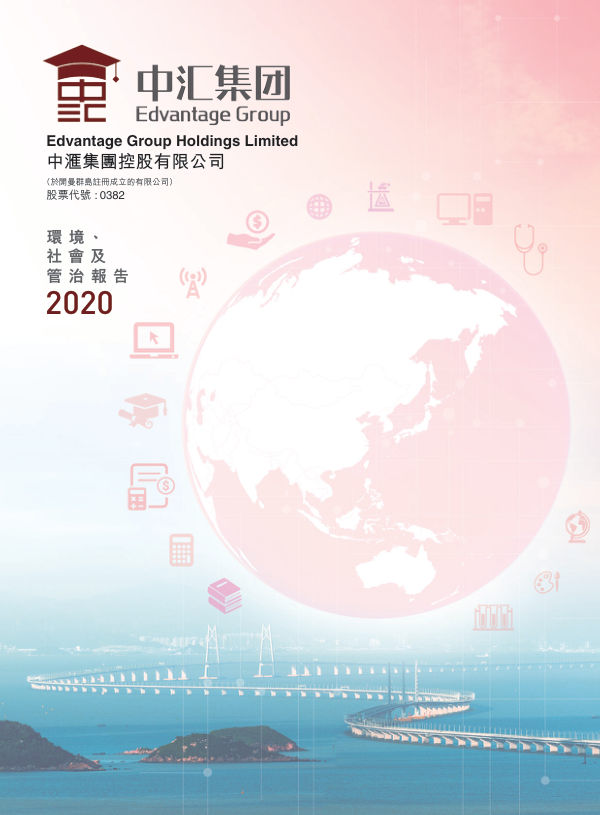 中汇集团
Edvantage Group
Edvantage Group Holdings Limited
中滙集團控股有限公司
(於開曼群島註冊成立的有限公司)
股票代號 : 0382
環境、
社會及
管治報告
2020